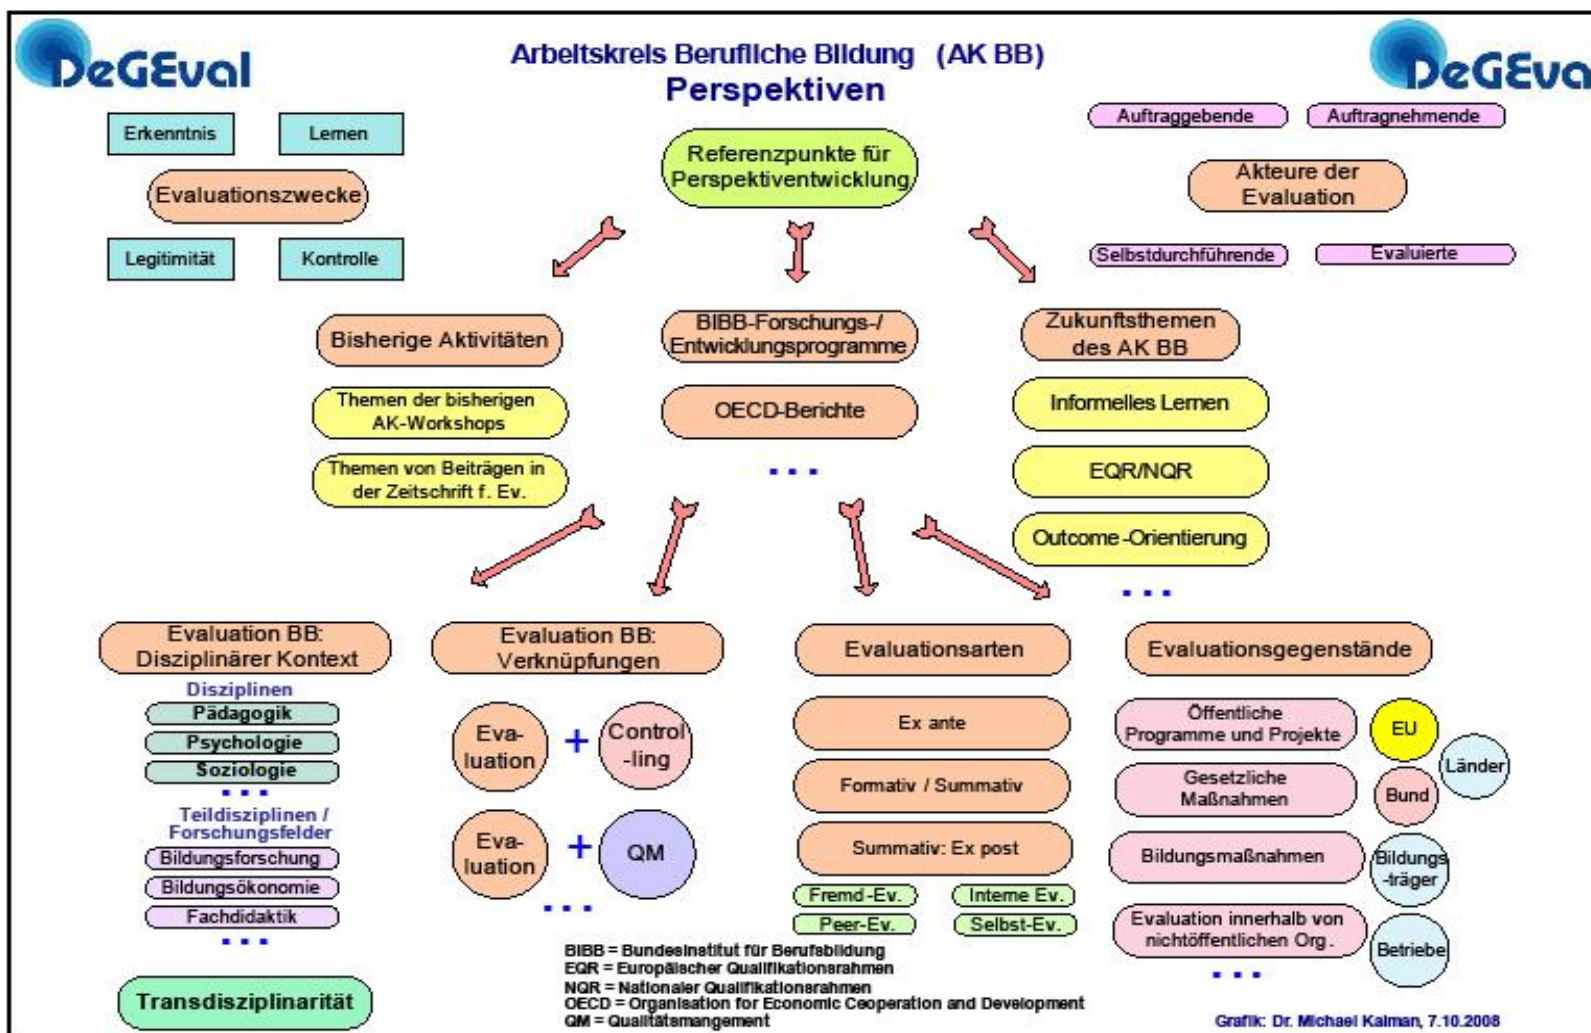 DeGEval
Arbeitskreis Berufliche Bildung (AK BB)
Perspektiven
DeGEva
Erkenntnis
Lernen
Evaluationszwecke
Legitimität
Kontrolle
Referenzpunkte für
Perspektiventwicklung
Auftraggebende
Auftragnehmende
Akteure der
Evaluation
Selbstdurchführende
Evaluierte
Bisherige Aktivitäten
Themen der bisherigen
AK-Workshops
Themen von Beiträgen in
der Zeitschrift f. Ev.
BIBB-Forschungs-/
Entwicklungsprogramme
OECD-Berichte
...
Zukunftsthemen
des AK BB
Informelles Lernen
EQR/NQR
Outcome-Orientierung
...
Evaluation BB:
Disziplinärer Kontext
Disziplinen
Pädagogik
Psychologie
Soziologie
...
Teildisziplinen /
Forschungsfelder
Bildungsforschung
Bildungsökonomie
Fachdidaktik
...
Transdisziplinarität
Evaluation BB:
Verknüpfungen
Eva-
luation
+
Control
-ling
Eva-
luation
+
QM
...
Evaluationsarten
Ex ante
Formativ / Summativ
Summativ: Ex post
Fremd-Ev.
Interne Ev.
Peer-Ev.
Selbst-Ev.
Evaluationsgegenstände
Öffentliche
Programme und Projekte
Gesetzliche
Maßnahmen
Bildungsmaßnahmen
Evaluation innerhalb von
nichtöffentlichen Org.
...
EU
Länder
Bund
Bildungs
-träger
Betriebe
BIBB = Bundesinstitut für Berufsbildung
EQR = Europäischer Qualifikationsrahmen
NQR = Nationaler Qualifikationsrahmen
OECD = Organisation for Economic Cooperation and Development
QM = Qualitätsmangement
Grafik: Dr. Michael Kalman, 7.10.2008